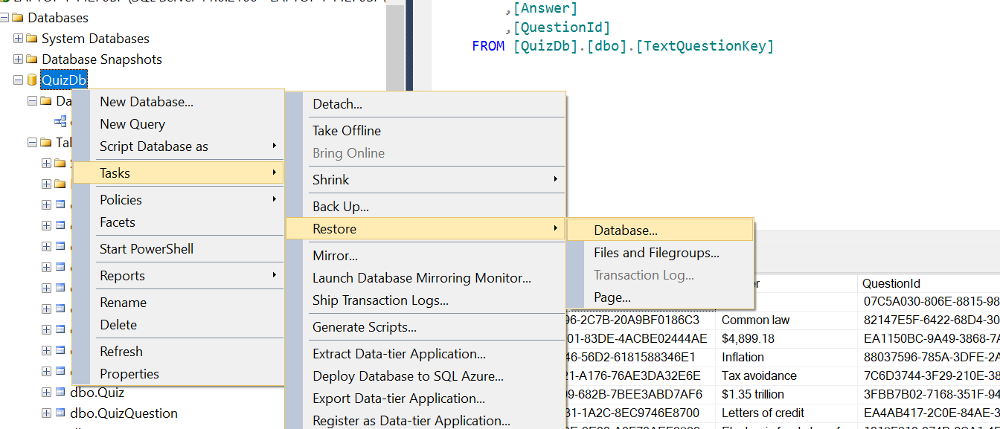 Databases
System Databases
Database Snapshots
QuizDb
New Database...
New Query
Script Database as
Tasks
Policies
Facets
Start PowerShell
Reports
Rename
Delete
Refresh
Properties
dbo.Quiz
dbo.QuizQuestion
Detach...
Take Offline
Bring Online
Shrink
Back Up...
Restore
Mirror...
Launch Database Mirroring Monitor...
Ship Transaction Logs...
Generate Scripts...
Extract Data-tier Application...
Deploy Database to SQL Azure...
Export Data-tier Application...
Register as Data-tier Application...
Database...
Files and Filegroups...
Transaction Log...
Page...
,[Answer]
,[QuestionId]
FROM [QuizDb].[dbo].[TextQuestionKey]
QuestionId
07C5A030-806E-8815-98
96-2C7B-20A9BF0186C3 Common law 82147E5F-6422-68D4-30
01-83DE-4ACBE02444AE $4,899.18 EA1150BC-9A49-3868-7A
46-56D2-6181588346E1 Inflation 88037596-785A-3DFE-2A
21-A176-76AE3DA32E6E Tax avoidance 7C6D3744-3F29-210E-38
09-682B-7BEE3ABD7AF6 $1.35 trillion 3FBB7B02-7168-351F-94
31-1A2C-8EC9746E8700 Letters of credit EA4AB417-2C0E-84AE-3